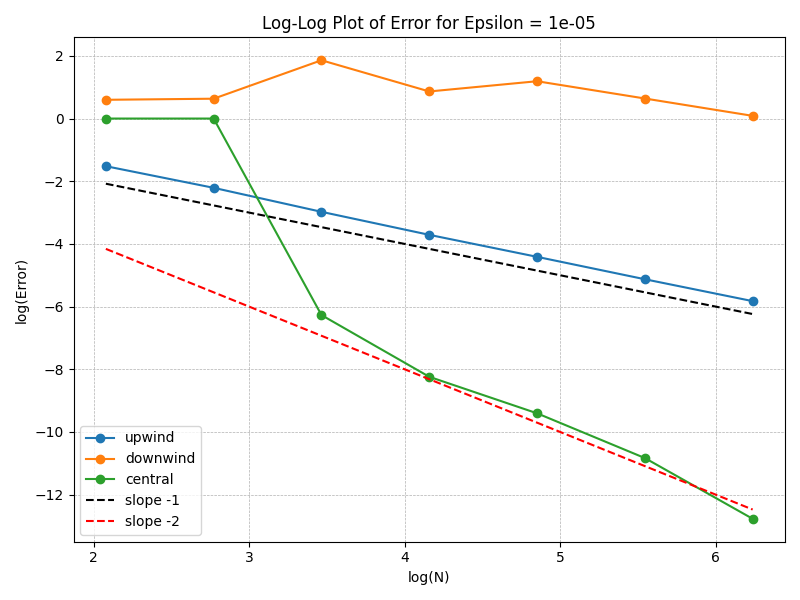 Log-Log Plot of Error for Epsilon = 1e-05
log(Error)
2
0
−2
−4
−6
−8
−10
−12
upwind
downwind
central
slope -1
slope -2
2 3 4 5 6
log(N)